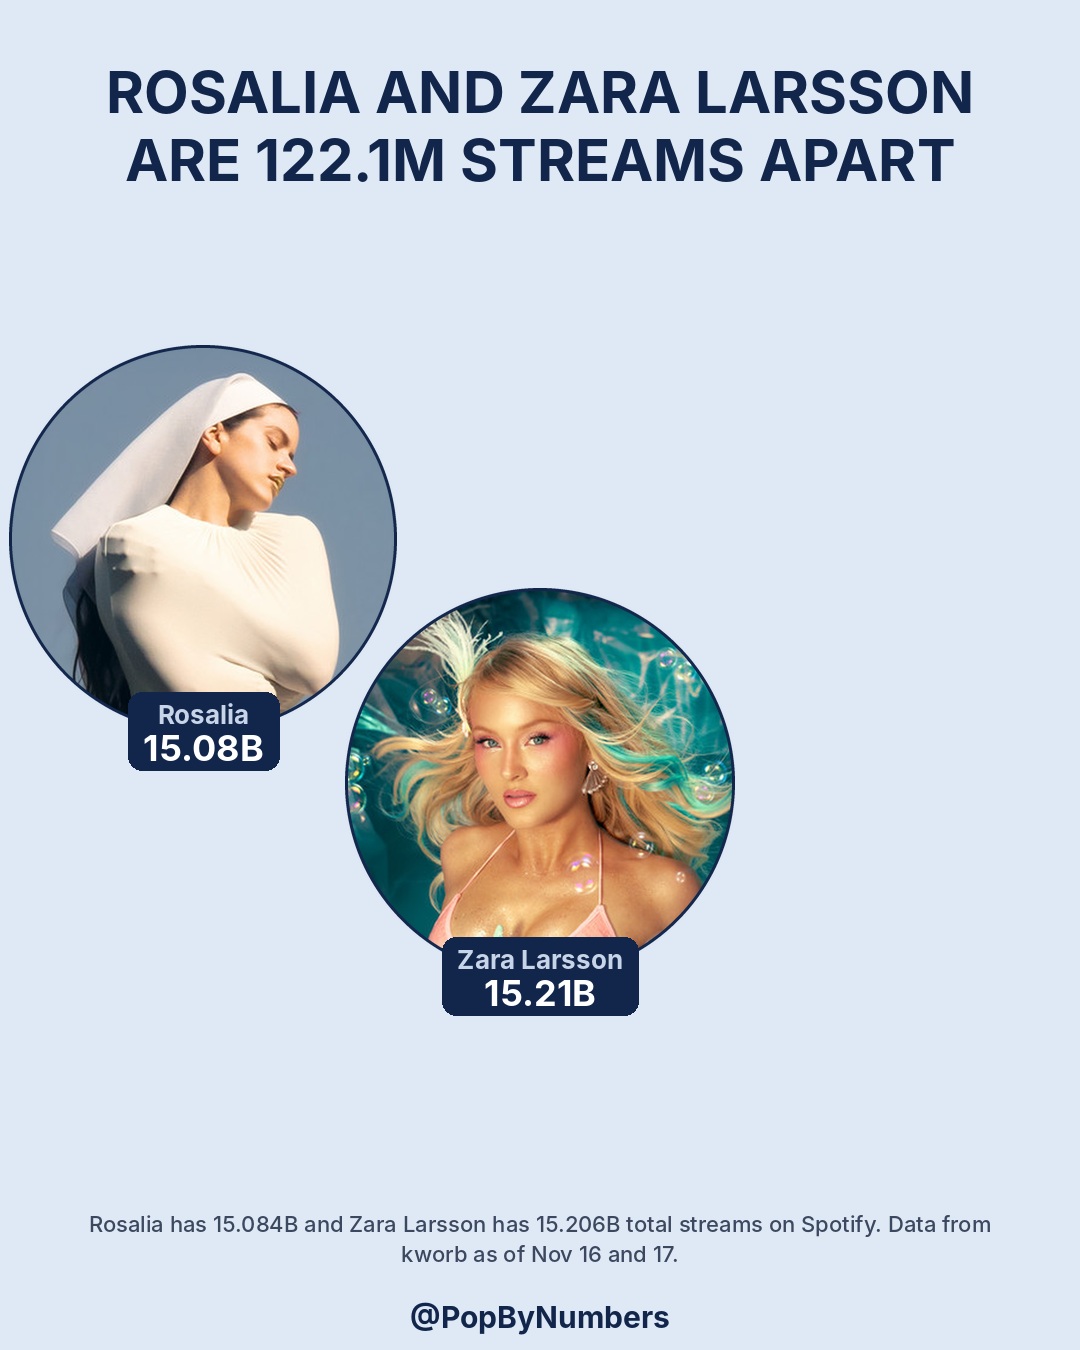 ROSALIA AND ZARA LARSSON
ARE 122.1M STREAMS APART
Rosalia
15.08B
Zara Larsson
15.21B
Rosalia has 15.084B and Zara Larsson has 15.206B total streams on Spotify. Data from
kworb as of Nov 16 and 17.
@PopByNumbers